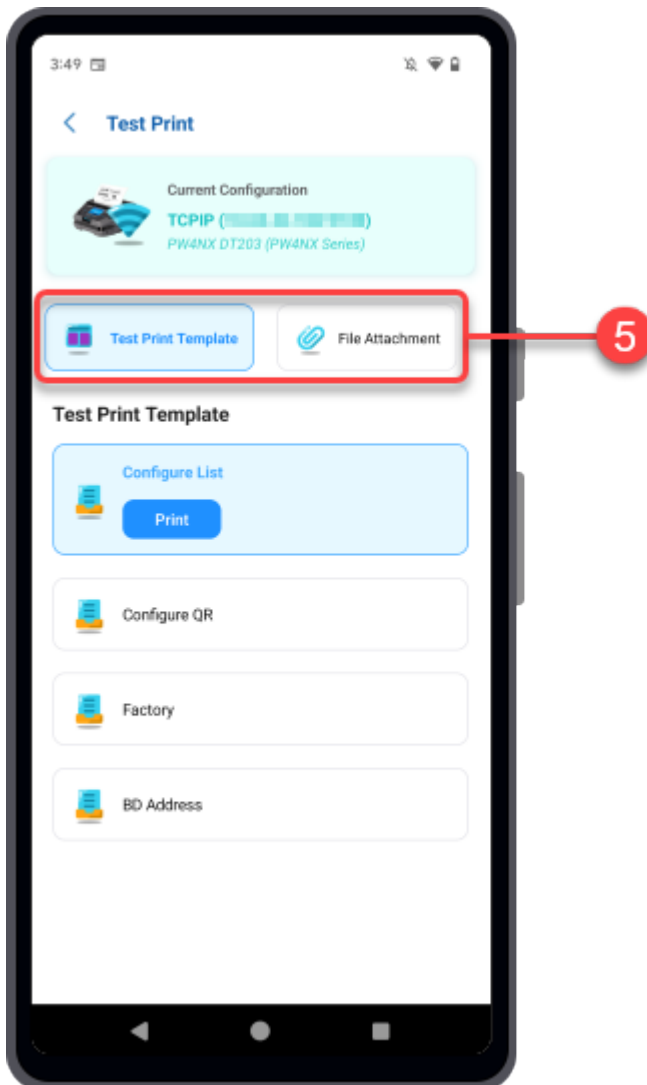 3:49
Test Print
Current Configuration
TCPIP (
)
PW4NX DT203 (PW4NX Series)
Test Print Template
File Attachment
5
Test Print Template
Configure List
Print
Configure QR
Factory
BD Address